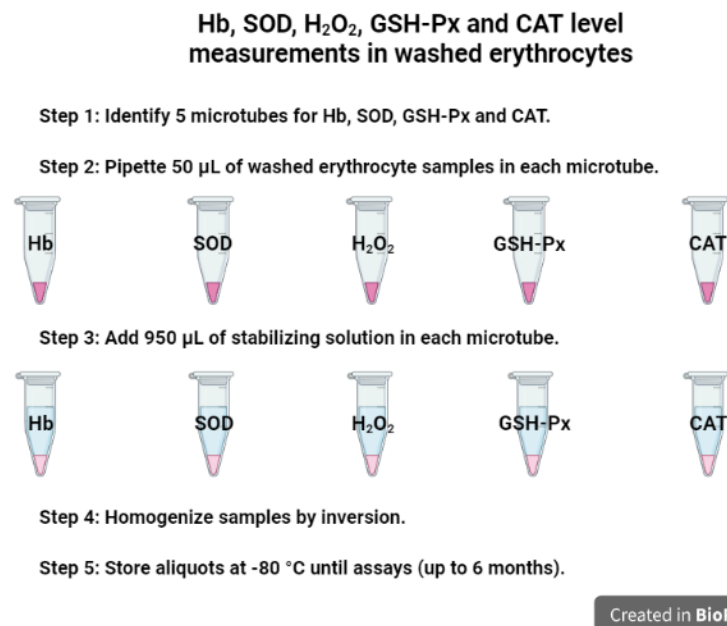 Hb, SOD, H₂O₂, GSH-Px and CAT level
measurements in washed erythrocytes
Step 1: Identify 5 microtubes for Hb, SOD, GSH-Px and CAT.
Step 2: Pipette 50 µL of washed erythrocyte samples in each microtube.
Hb SOD H₂O₂ GSH-Px CAT
Step 3: Add 950 µL of stabilizing solution in each microtube.
Hb SOD H₂O₂ GSH-Px CAT
Step 4: Homogenize samples by inversion.
Step 5: Store aliquots at -80 °C until assays (up to 6 months).
Created in